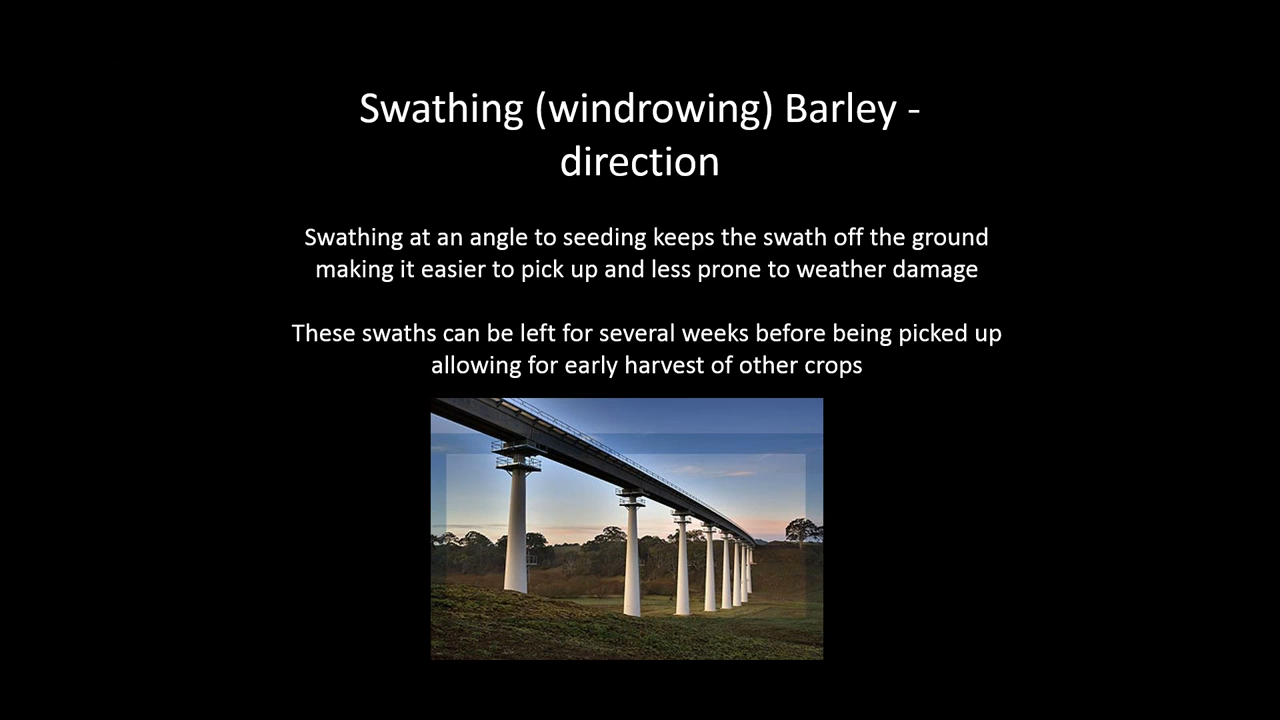 Swathing (windrowing) Barley -
direction
Swathing at an angle to seeding keeps the swath off the ground
making it easier to pick up and less prone to weather damage
These swaths can be left for several weeks before being picked up
allowing for early harvest of other crops